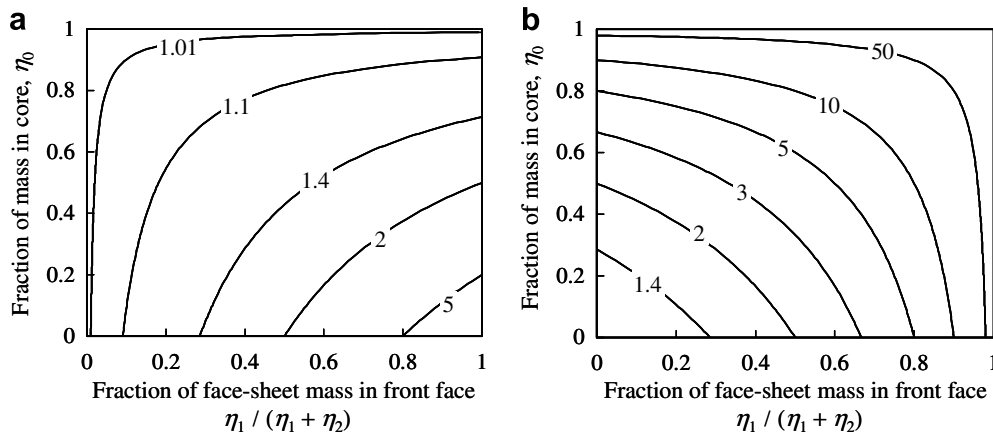 a
Fraction of mass in core, η₀
1
0.8
0.6
0.4
0.2
0
1.01
1.1
1.4
2
5
0 0.2 0.4 0.6 0.8 1
Fraction of face-sheet mass in front face
η₁ / (η₁ + η₂)
b
Fraction of mass in core, η₀
1
0.8
0.6
0.4
0.2
0
50
10
5
3
2
1.4
0 0.2 0.4 0.6 0.8 1
Fraction of face-sheet mass in front face
η₁ / (η₁ + η₂)